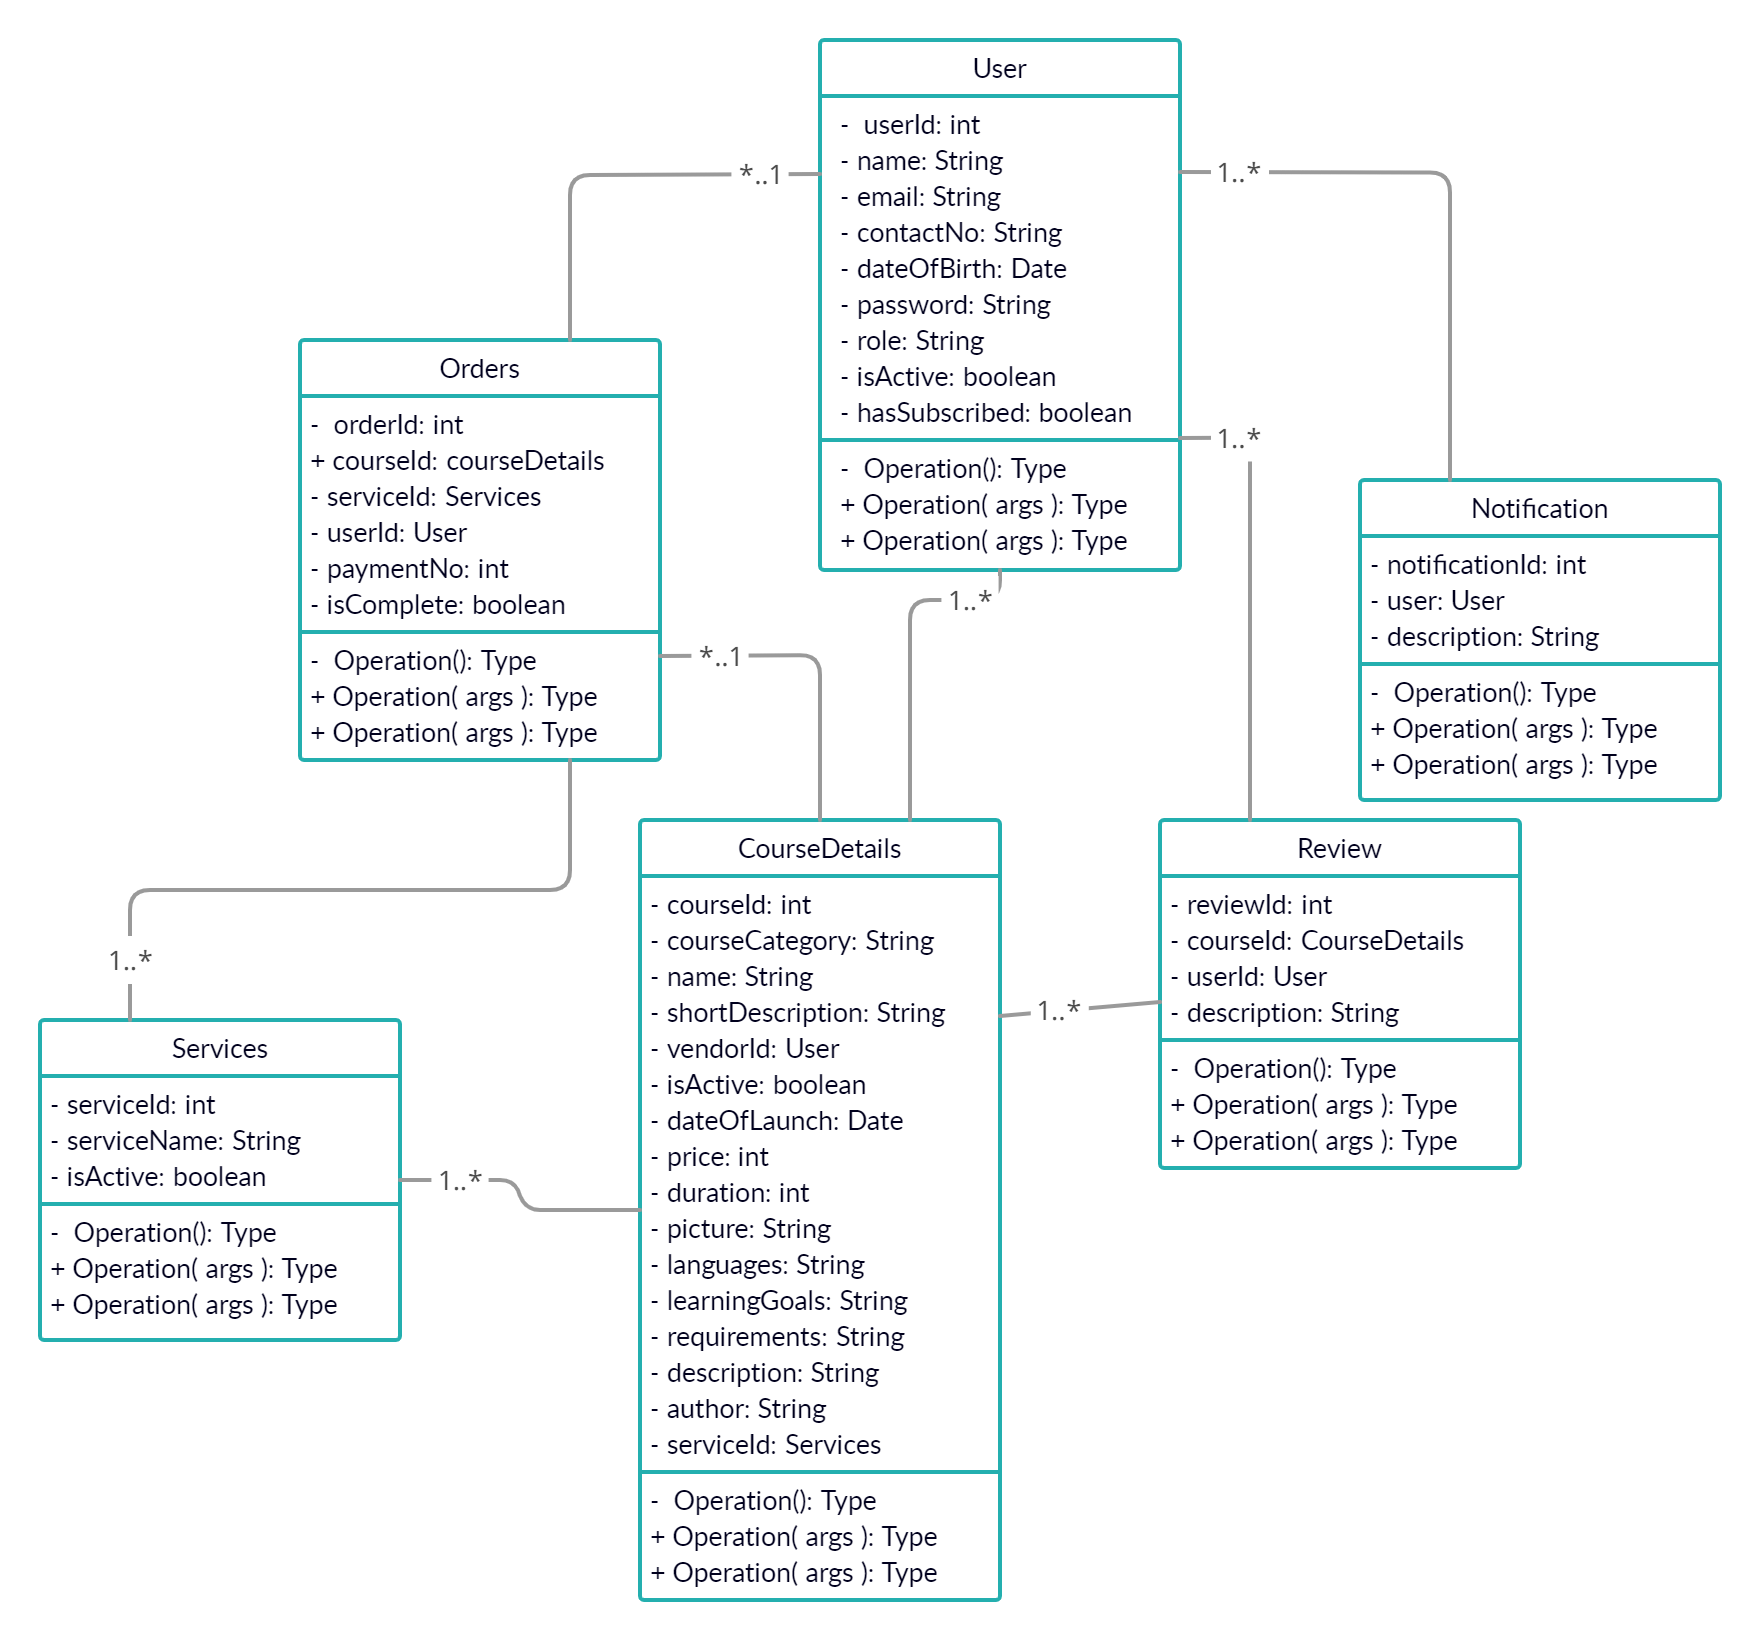 User
- userId: int
- name: String
- email: String
- contactNo: String
- dateOfBirth: Date
- password: String
- role: String
- isActive: boolean
- hasSubscribed: boolean
- Operation(): Type
+ Operation( args ): Type
+ Operation( args ): Type
*..1
1..*
1..*
1..*
Orders
- orderId: int
+ courseId: courseDetails
- serviceId: Services
- userId: User
- paymentNo: int
- isComplete: boolean
- Operation(): Type
+ Operation( args ): Type
+ Operation( args ): Type
*..1
1..*
Notification
- notificationId: int
- user: User
- description: String
- Operation(): Type
+ Operation( args ): Type
+ Operation( args ): Type
CourseDetails
- courseId: int
- courseCategory: String
- name: String
- shortDescription: String
- vendorId: User
- isActive: boolean
- dateOfLaunch: Date
- price: int
- duration: int
- picture: String
- languages: String
- learningGoals: String
- requirements: String
- description: String
- author: String
- serviceId: Services
- Operation(): Type
+ Operation( args ): Type
+ Operation( args ): Type
1..*
Review
- reviewId: int
- courseId: CourseDetails
- userId: User
- description: String
- Operation(): Type
+ Operation( args ): Type
+ Operation( args ): Type
Services
- serviceId: int
- serviceName: String
- isActive: boolean
- Operation(): Type
+ Operation( args ): Type
+ Operation( args ): Type
1..*